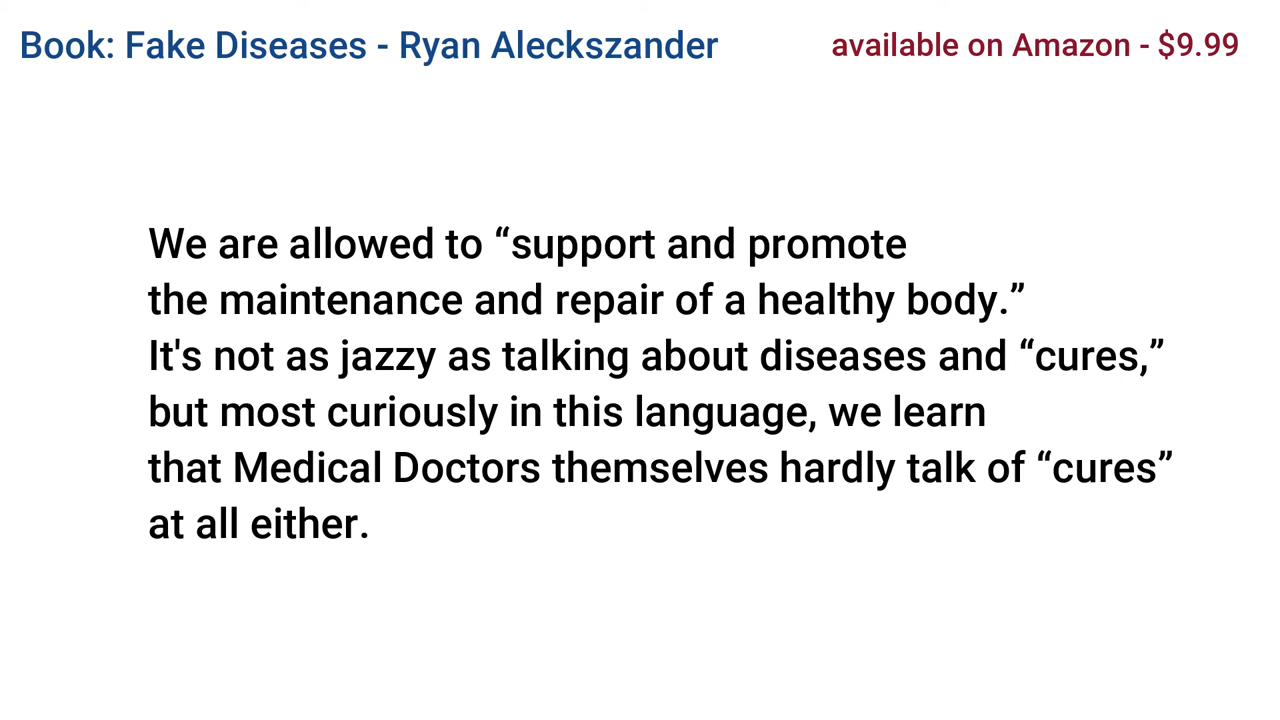 Book: Fake Diseases - Ryan Aleckszander
available on Amazon - $9.99
We are allowed to “support and promote
the maintenance and repair of a healthy body.”
It's not as jazzy as talking about diseases and “cures,”
but most curiously in this language, we learn
that Medical Doctors themselves hardly talk of “cures”
at all either.